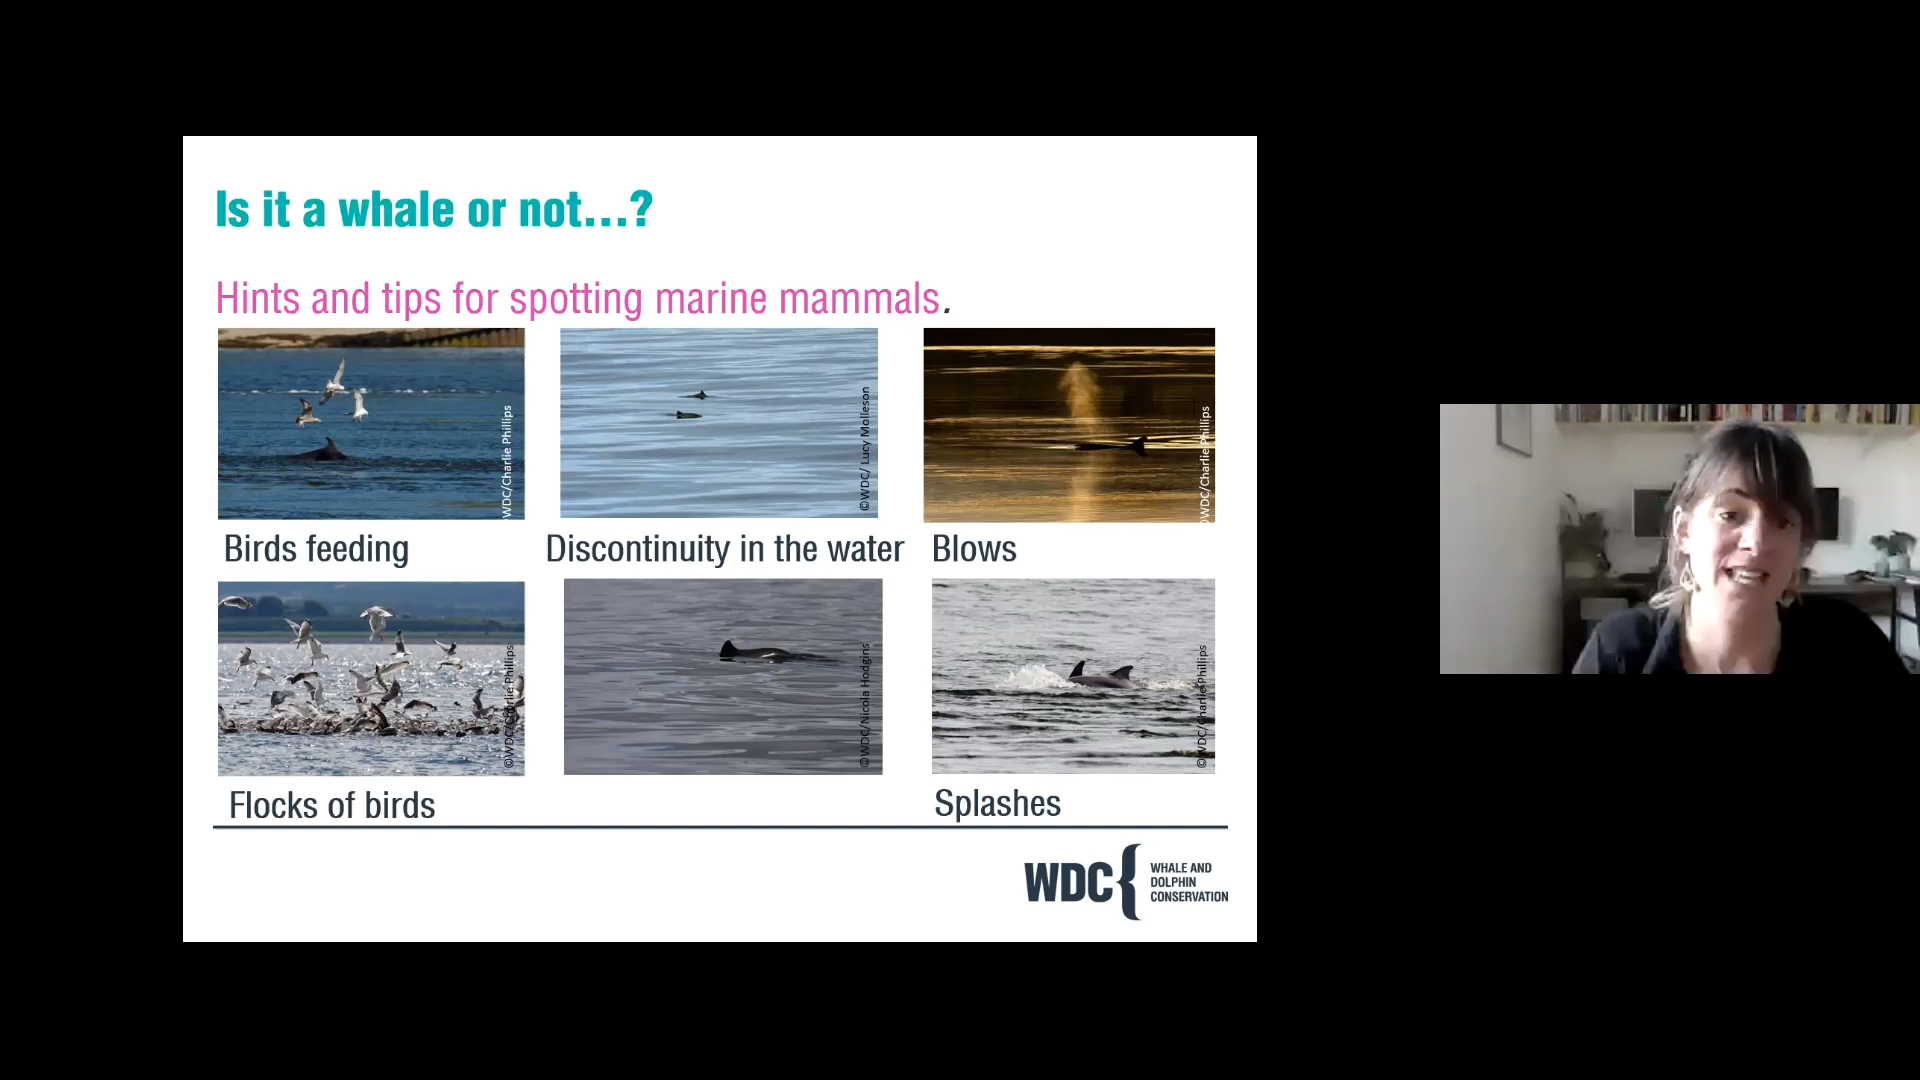 Is it a whale or not...?
Hints and tips for spotting marine mammals.
WDC/Charlie Phillips
©WDC/ Lucy Molleson
WDC/Charlie Phillips
Birds feeding
Discontinuity in the water
Blows
©WDC/Charlie Phillips
©WDC/Nicola Hodgins
©WDC/Charlie Phillips
Flocks of birds
Splashes
WDC
WHALE AND
DOLPHIN
CONSERVATION